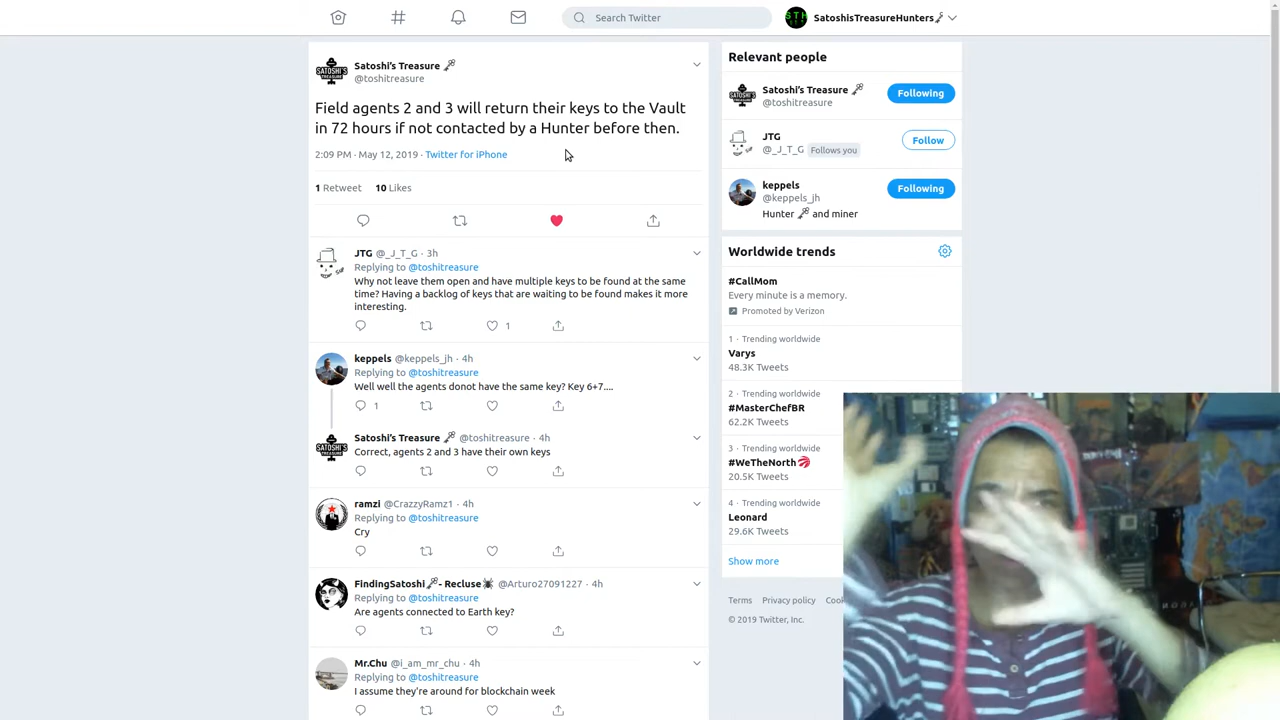 Search Twitter
SatoshisTreasureHunters
Satoshi's Treasure
@toshitreasure
Field agents 2 and 3 will return their keys to the Vault
in 72 hours if not contacted by a Hunter before then.
2:09 PM - May 12, 2019 · Twitter for iPhone
1 Retweet 10 Likes
JTG @_J_T_G · 3h
Replying to @toshitreasure
Why not leave them open and have multiple keys to be found at the same
time? Having a backlog of keys that are waiting to be found makes it more
interesting.
1
keppels @keppels_jh · 4h
Replying to @toshitreasure
Well well the agents donot have the same key? Key 6+7....
1
Satoshi's Treasure @toshitreasure · 4h
Correct, agents 2 and 3 have their own keys
ramzi @CrazzyRamz1 · 4h
Replying to @toshitreasure
Cry
FindingSatoshi - Recluse @Arturo27091227 · 4h
Replying to @toshitreasure
Are agents connected to Earth key?
Mr.Chu @i_am_mr_chu · 4h
Replying to @toshitreasure
I assume they're around for blockchain week
Relevant people
Satoshi's Treasure
@toshitreasure
Following
JTG
@_J_T_G Follows you
Follow
keppels
@keppels_jh
Following
Hunter and miner
Worldwide trends
#CallMom
Every minute is a memory.
Promoted by Verizon
1 · Trending worldwide
Varys
48.3K Tweets
2 · Trending worldwide
#MasterChefBR
62.2K Tweets
3 · Trending worldwide
#WeTheNorth
20.5K Tweets
4 · Trending worldwide
Leonard
29.6K Tweets
Show more
Terms Privacy policy
© 2019 Twitter, Inc.